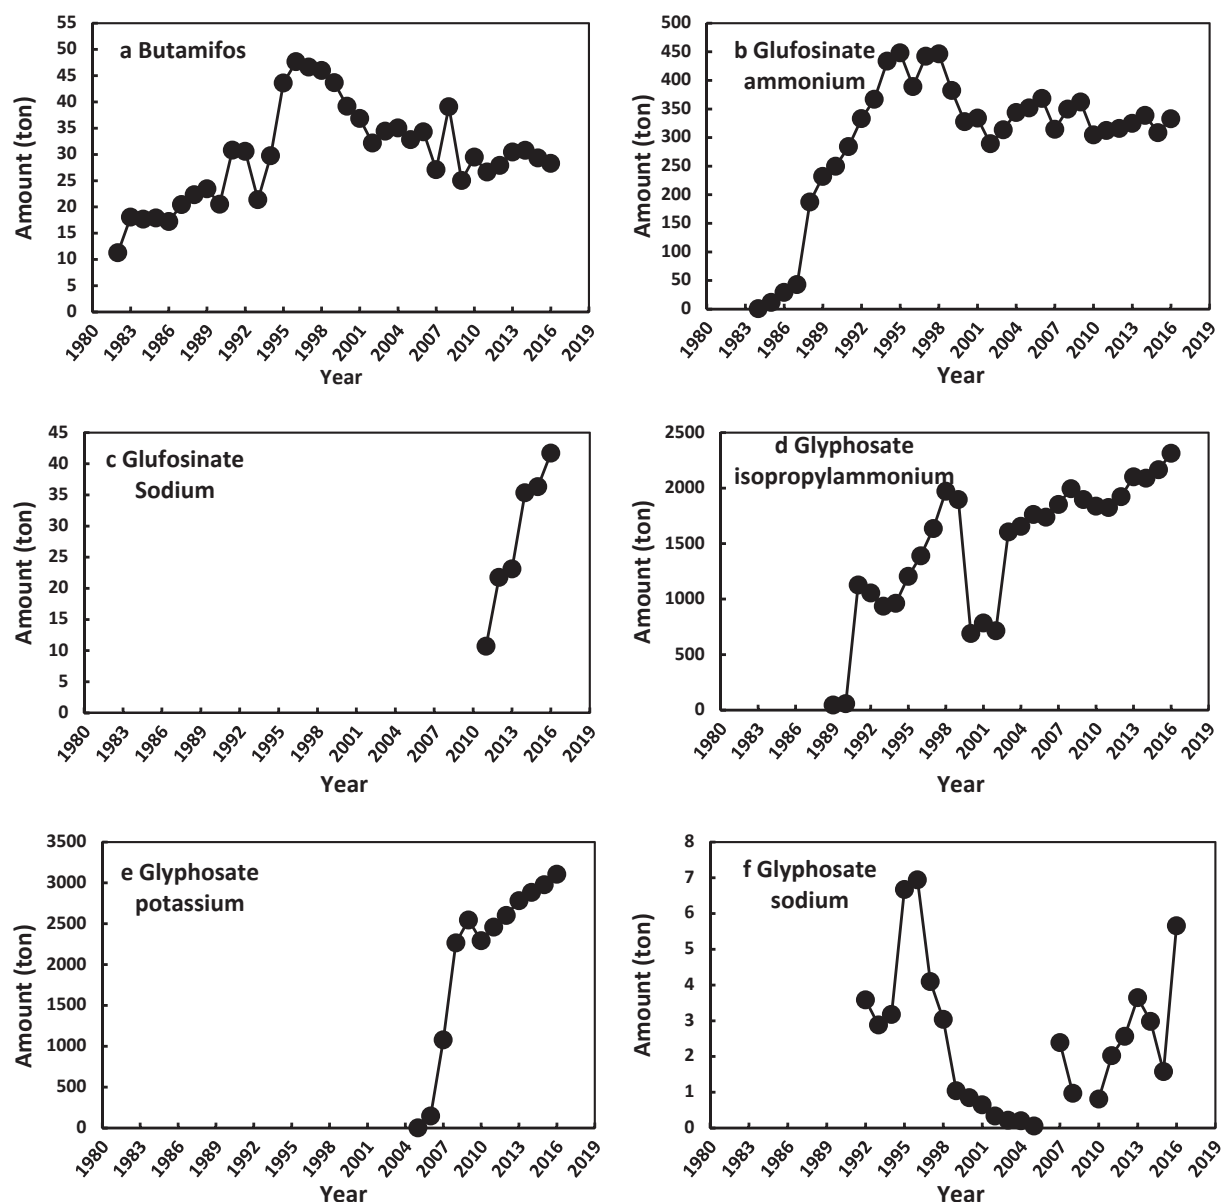 a Butamifos
Amount (ton)
55
50
45
40
35
30
25
20
15
10
5
0
1980 1983 1986 1989 1992 1995 1998 2001 2004 2007 2010 2013 2016 2019
Year
b Glufosinate
ammonium
Amount (ton)
500
450
400
350
300
250
200
150
100
50
0
1980 1983 1986 1989 1992 1995 1998 2001 2004 2007 2010 2013 2016 2019
Year
c Glufosinate
Sodium
Amount (ton)
45
40
35
30
25
20
15
10
5
0
1980 1983 1986 1989 1992 1995 1998 2001 2004 2007 2010 2013 2016 2019
Year
d Glyphosate
isopropylammonium
Amount (ton)
2500
2000
1500
1000
500
0
1980 1983 1986 1989 1992 1995 1998 2001 2004 2007 2010 2013 2016 2019
Year
e Glyphosate
potassium
Amount (ton)
3500
3000
2500
2000
1500
1000
500
0
1980 1983 1986 1989 1992 1995 1998 2001 2004 2007 2010 2013 2016 2019
Year
f Glyphosate
sodium
Amount (ton)
8
7
6
5
4
3
2
1
0
1980 1983 1986 1989 1992 1995 1998 2001 2004 2007 2010 2013 2016 2019
Year